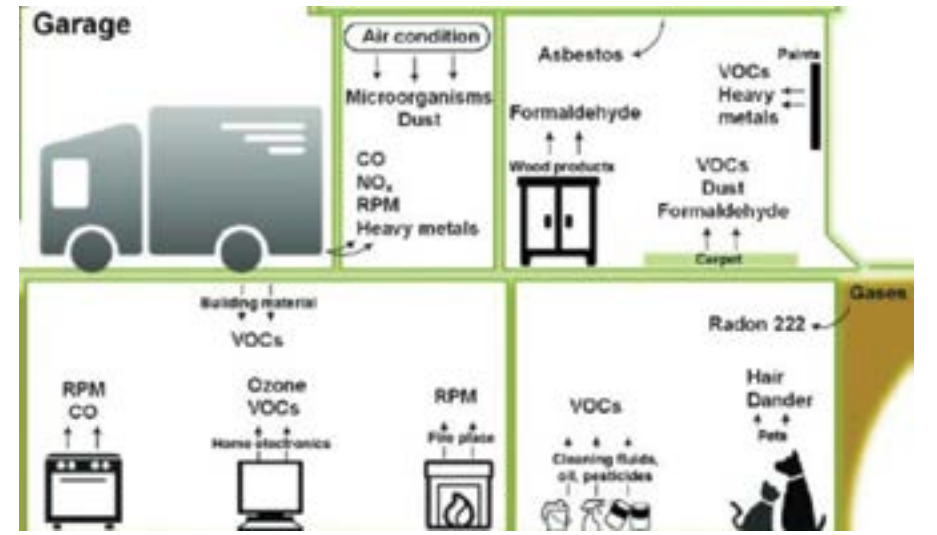 Garage
Air condition
Microorganisms
Dust
CO
NOx
RPM
Heavy metals
Asbestos
Formaldehyde
Wood products
Paints
VOCs
Heavy
metals
VOCs
Dust
Formaldehyde
Carpet
Building material
VOCs
RPM
CO
Ozone
VOCs
Home electronics
RPM
Fire place
VOCs
Cleaning fluids,
oil, pesticides
Gases
Radon 222
Hair
Dander
Pets